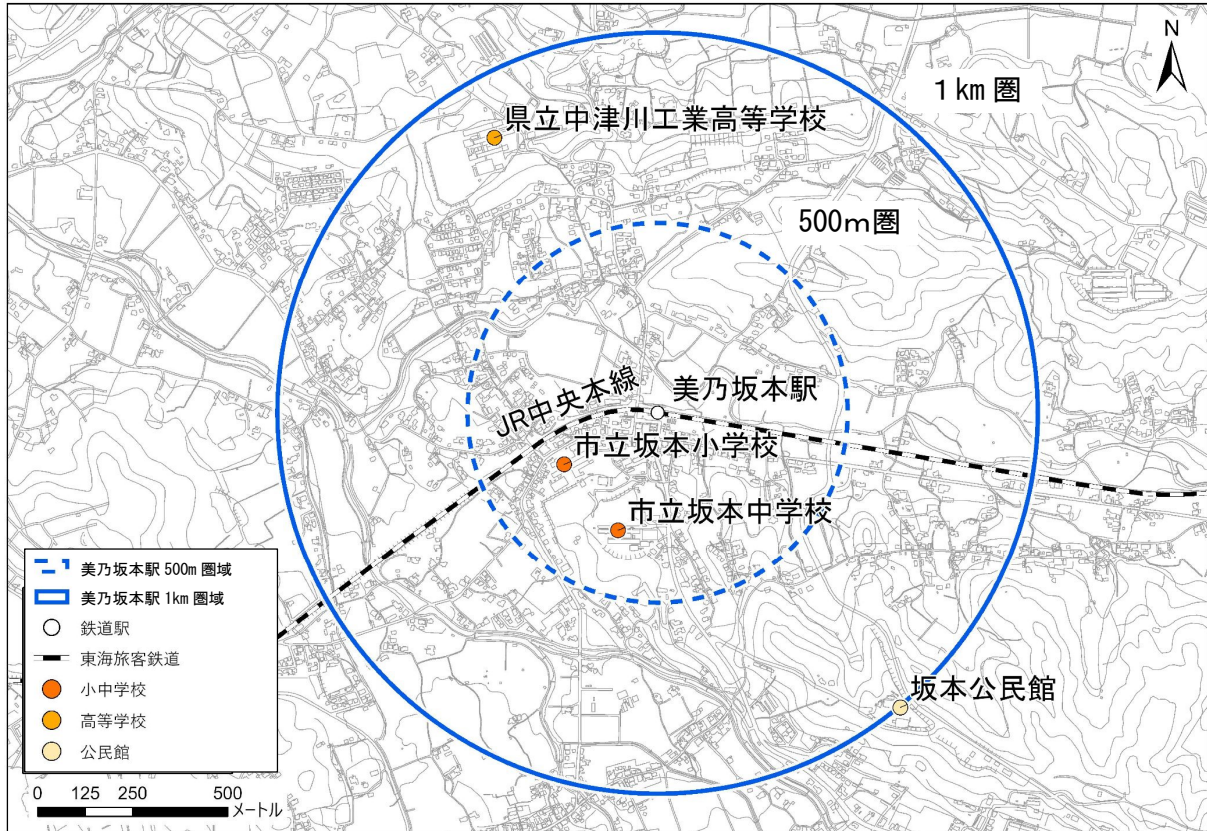 N
1km圏
県立中津川工業高等学校
500m圏
JR中央本線
美乃坂本駅
市立坂本小学校
市立坂本中学校
坂本公民館
美乃坂本駅 500m 圏域
美乃坂本駅 1km 圏域
鉄道駅
東海旅客鉄道
小中学校
高等学校
公民館
0 125 250 500 メートル